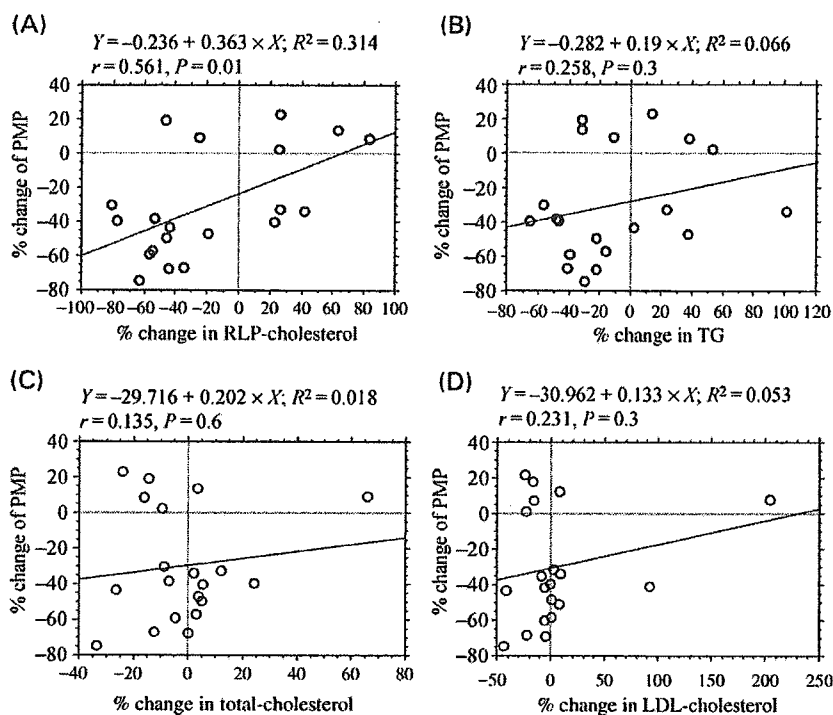 (A)
Y=−0.236 + 0.363 × X; R² = 0.314
r = 0.561, P = 0.01
% change of PMP
40
20
0
−20
−40
−60
−80
−100 −80 −60 −40 −20 0 20 40 60 80 100
% change in RLP-cholesterol
(B)
Y=−0.282 + 0.19 × X; R² = 0.066
r = 0.258, P = 0.3
% change of PMP
40
20
0
−20
−40
−60
−80
−80 −60 −40 −20 0 20 40 60 80 100 120
% change in TG
(C)
Y=−29.716 + 0.202 × X; R² = 0.018
r = 0.135, P = 0.6
% change of PMP
40
20
0
−20
−40
−60
−80
−40 −20 0 20 40 60 80
% change in total-cholesterol
(D)
Y=−30.962 + 0.133 × X; R² = 0.053
r = 0.231, P = 0.3
% change of PMP
40
20
0
−20
−40
−60
−80
−50 0 50 100 150 200 250
% change in LDL-cholesterol